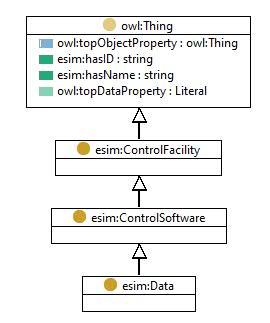 owl:Thing
owl:topObjectProperty : owl:Thing
esim:hasID : string
esim:hasName : string
owl:topDataProperty : Literal
esim:ControlFacility
esim:ControlSoftware
esim:Data